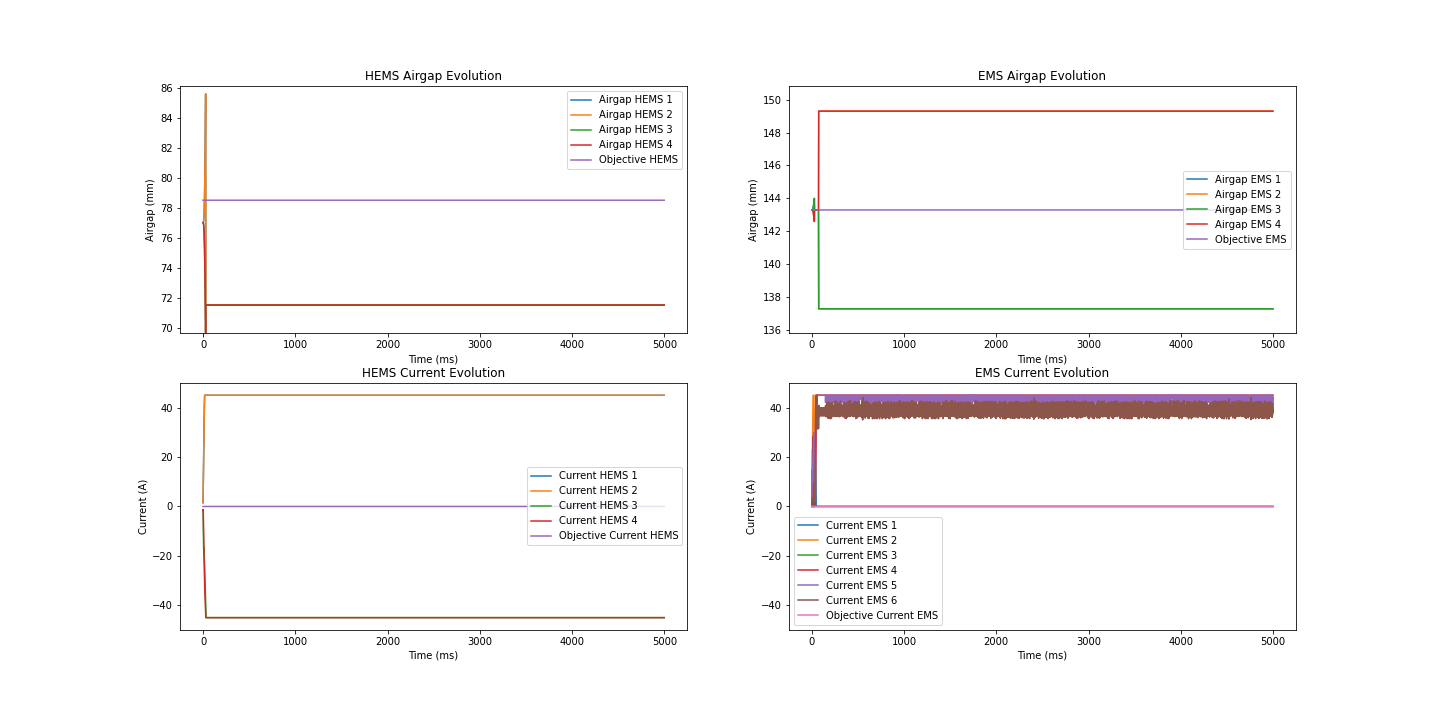 HEMS Airgap Evolution
Airgap (mm)
86
84
82
80
78
76
74
72
70
0
1000
2000
3000
4000
5000
Time (ms)
Airgap HEMS 1
Airgap HEMS 2
Airgap HEMS 3
Airgap HEMS 4
Objective HEMS
EMS Airgap Evolution
Airgap (mm)
150
148
146
144
142
140
138
136
0
1000
2000
3000
4000
5000
Time (ms)
Airgap EMS 1
Airgap EMS 2
Airgap EMS 3
Airgap EMS 4
Objective EMS
HEMS Current Evolution
Current (A)
40
20
0
−20
−40
0
1000
2000
3000
4000
5000
Time (ms)
Current HEMS 1
Current HEMS 2
Current HEMS 3
Current HEMS 4
Objective Current HEMS
EMS Current Evolution
Current (A)
40
20
0
−20
−40
0
1000
2000
3000
4000
5000
Time (ms)
Current EMS 1
Current EMS 2
Current EMS 3
Current EMS 4
Current EMS 5
Current EMS 6
Objective Current EMS